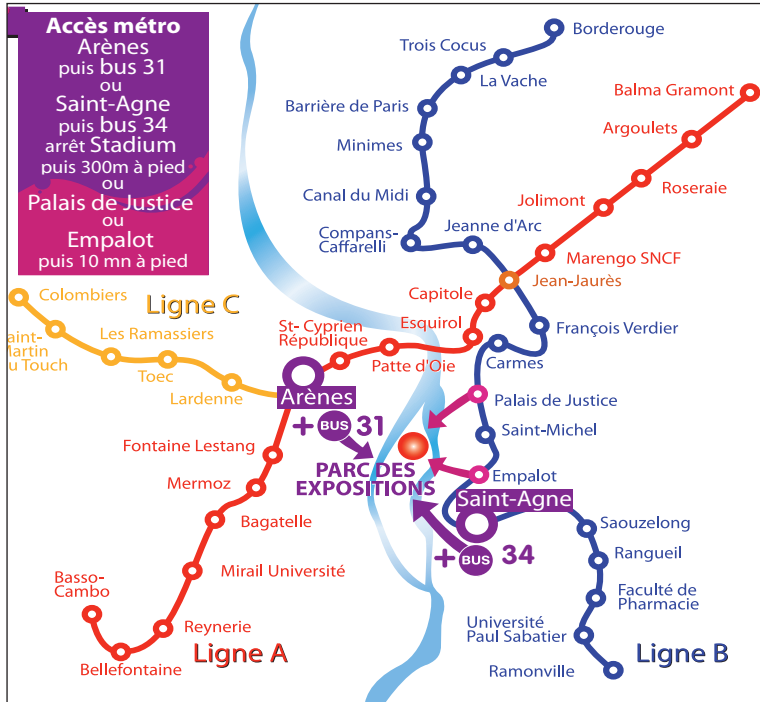 Accès métro
Arènes
puis bus 31
ou
Saint-Agne
puis bus 34
arrêt Stadium
puis 300m à pied
ou
Palais de Justice
ou
Empalot
puis 10 mn à pied
Borderouge
Trois Cocus
La Vache
Barrière de Paris
Minimes
Canal du Midi
Compans-
Caffarelli
Jeanne d'Arc
Balma Gramont
Argoulets
Roseraie
Jolimont
Marengo SNCF
Jean-Jaurès
Capitole
Esquirol
François Verdier
Carmes
St- Cyprien
République
Patte d'Oie
Colombiers
Ligne C
aint-
Martin
du Touch
Les Ramassiers
Toec
Lardenne
Arènes
+ BUS 31
PARC DES
EXPOSITIONS
Palais de Justice
Saint-Michel
Empalot
Saint-Agne
+ BUS 34
Fontaine Lestang
Mermoz
Bagatelle
Mirail Université
Basso-
Cambo
Reynerie
Bellefontaine
Ligne A
Saouzelong
Rangueil
Faculté de
Pharmacie
Université
Paul Sabatier
Ramonville
Ligne B